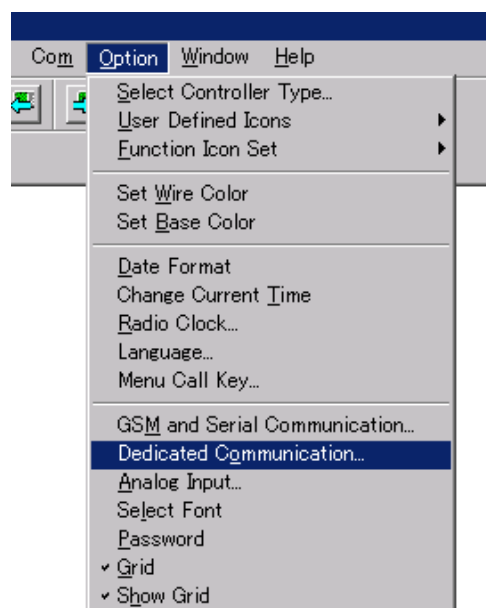 Com Option Window Help
Select Controller Type...
User Defined Icons
Function Icon Set
Set Wire Color
Set Base Color
Date Format
Change Current Time
Radio Clock...
Language...
Menu Call Key...
GSM and Serial Communication...
Dedicated Communication...
Analog Input...
Select Font
Password
Grid
Show Grid